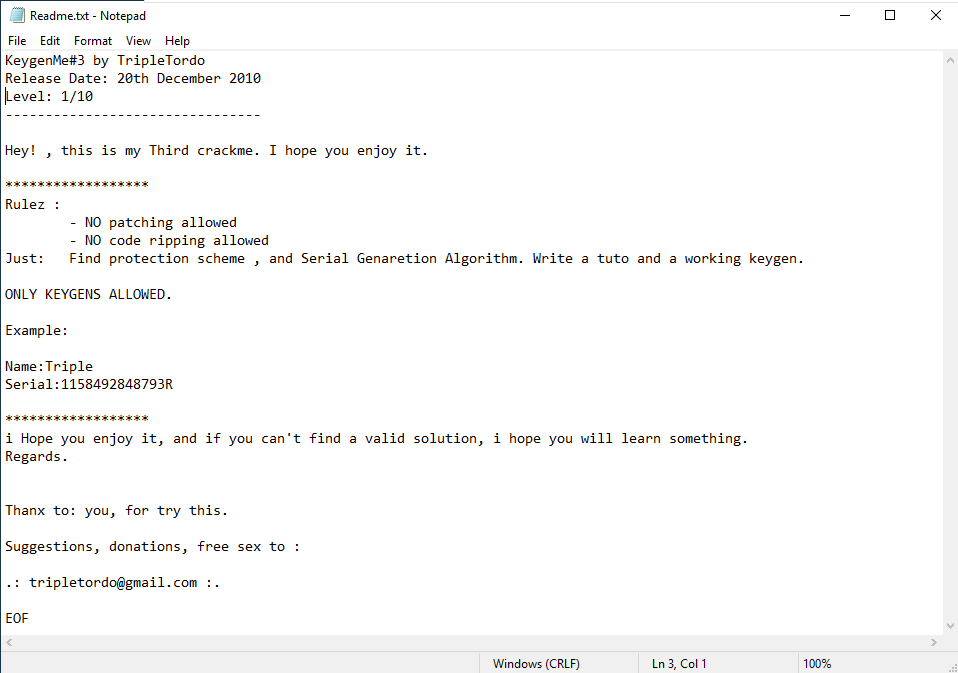 Readme.txt - Notepad
File Edit Format View Help
KeygenMe#3 by TripleTordo
Release Date: 20th December 2010
Level: 1/10
--------------------------------
Hey! , this is my Third crackme. I hope you enjoy it.
******************
Rulez :
- NO patching allowed
- NO code ripping allowed
Just: Find protection scheme , and Serial Genaretion Algorithm. Write a tuto and a working keygen.
ONLY KEYGENS ALLOWED.
Example:
Name:Triple
Serial:1158492848793R
******************
i Hope you enjoy it, and if you can't find a valid solution, i hope you will learn something.
Regards.
Thanx to: you, for try this.
Suggestions, donations, free sex to :
.: tripletordo@gmail.com :.
EOF
Windows (CRLF) Ln 3, Col 1 100%